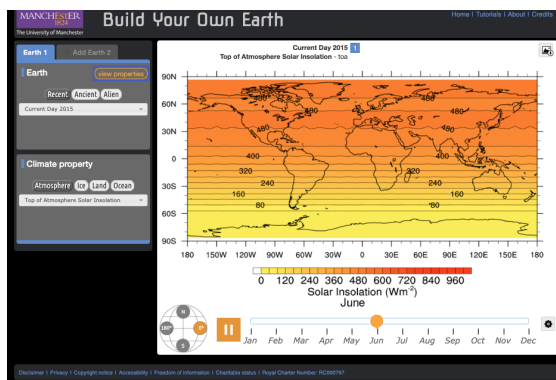 MANCHESTER
1824
The University of Manchester
Build Your Own Earth
Home | Tutorials | About | Credits
Earth 1
Add Earth 2
Earth
view properties
Recent Ancient Alien
Current Day 2015
Climate property
Atmosphere Ice Land Ocean
Top of Atmosphere Solar Insolation
Current Day 2015 1
Top of Atmosphere Solar Insolation - toa
90N
60N
30N
0
30S
60S
90S
480 480
480 480
400 400
320 320
240 240
160 160
80 80
180 150W 120W 90W 60W 30W 0 30E 60E 90E 120E 150E 180
0 120 240 360 480 600 720 840 960
Solar Insolation (Wm⁻²)
June
N
180° 0°
S
Jan Feb Mar Apr May Jun Jul Aug Sep Oct Nov Dec
Disclaimer | Privacy | Copyright notice | Accessibility | Freedom of information | Charitable status | Royal Charter Number: RC000797